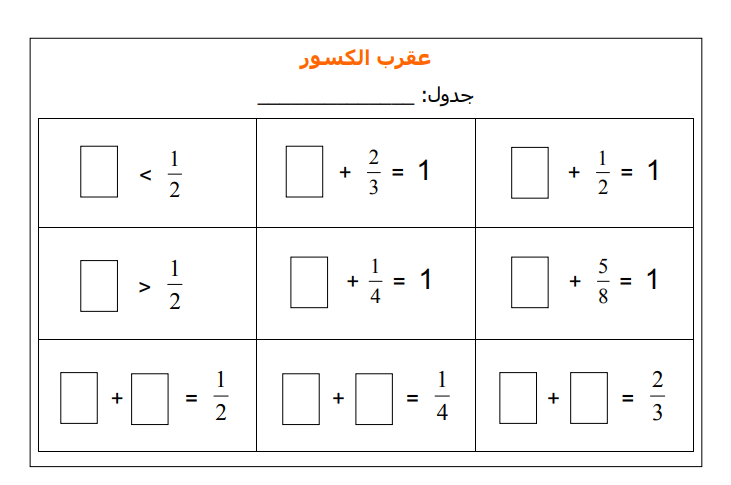 عقرب الكسور
جدول: _______________
□ < 1/2    □ + 2/3 = 1    □ + 1/2 = 1
□ > 1/2    □ + 1/4 = 1    □ + 5/8 = 1
□ + □ = 1/2    □ + □ = 1/4    □ + □ = 2/3